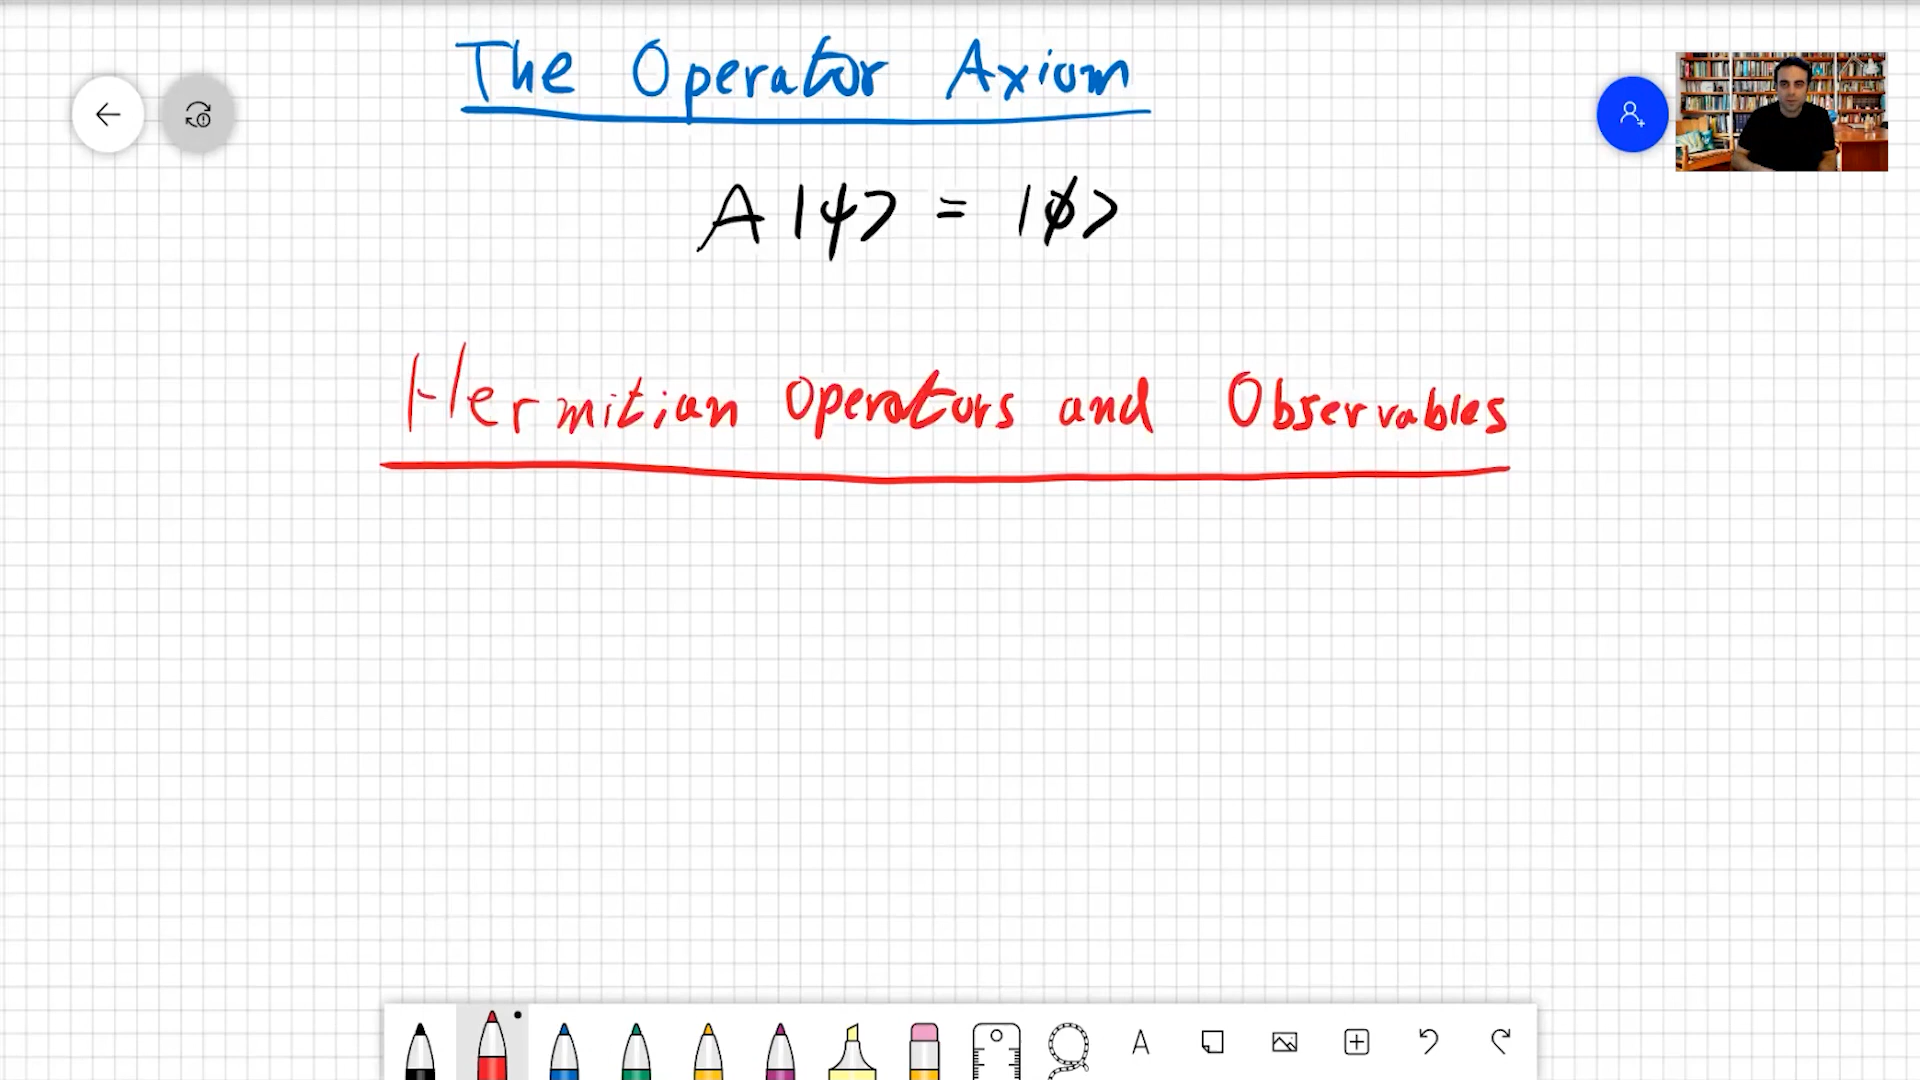 The Operator Axiom
A |ψ> = |ϕ>
Hermitian Operators and Observables
A